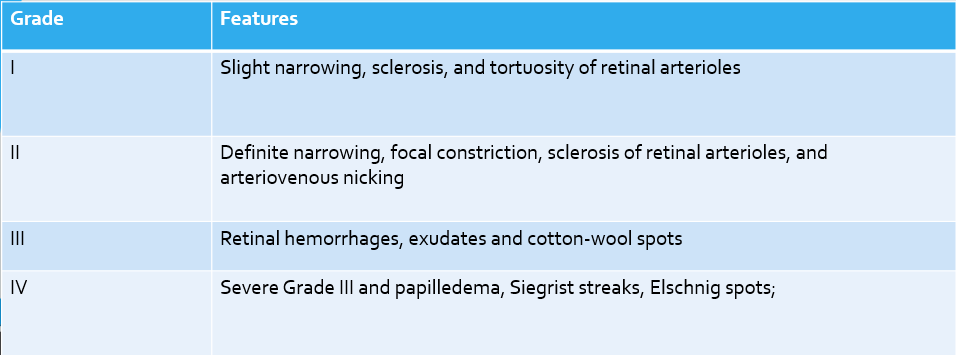 Grade Features
I Slight narrowing, sclerosis, and tortuosity of retinal arterioles
II Definite narrowing, focal constriction, sclerosis of retinal arterioles, and
arteriovenous nicking
III Retinal hemorrhages, exudates and cotton-wool spots
IV Severe Grade III and papilledema, Siegrist streaks, Elschnig spots;